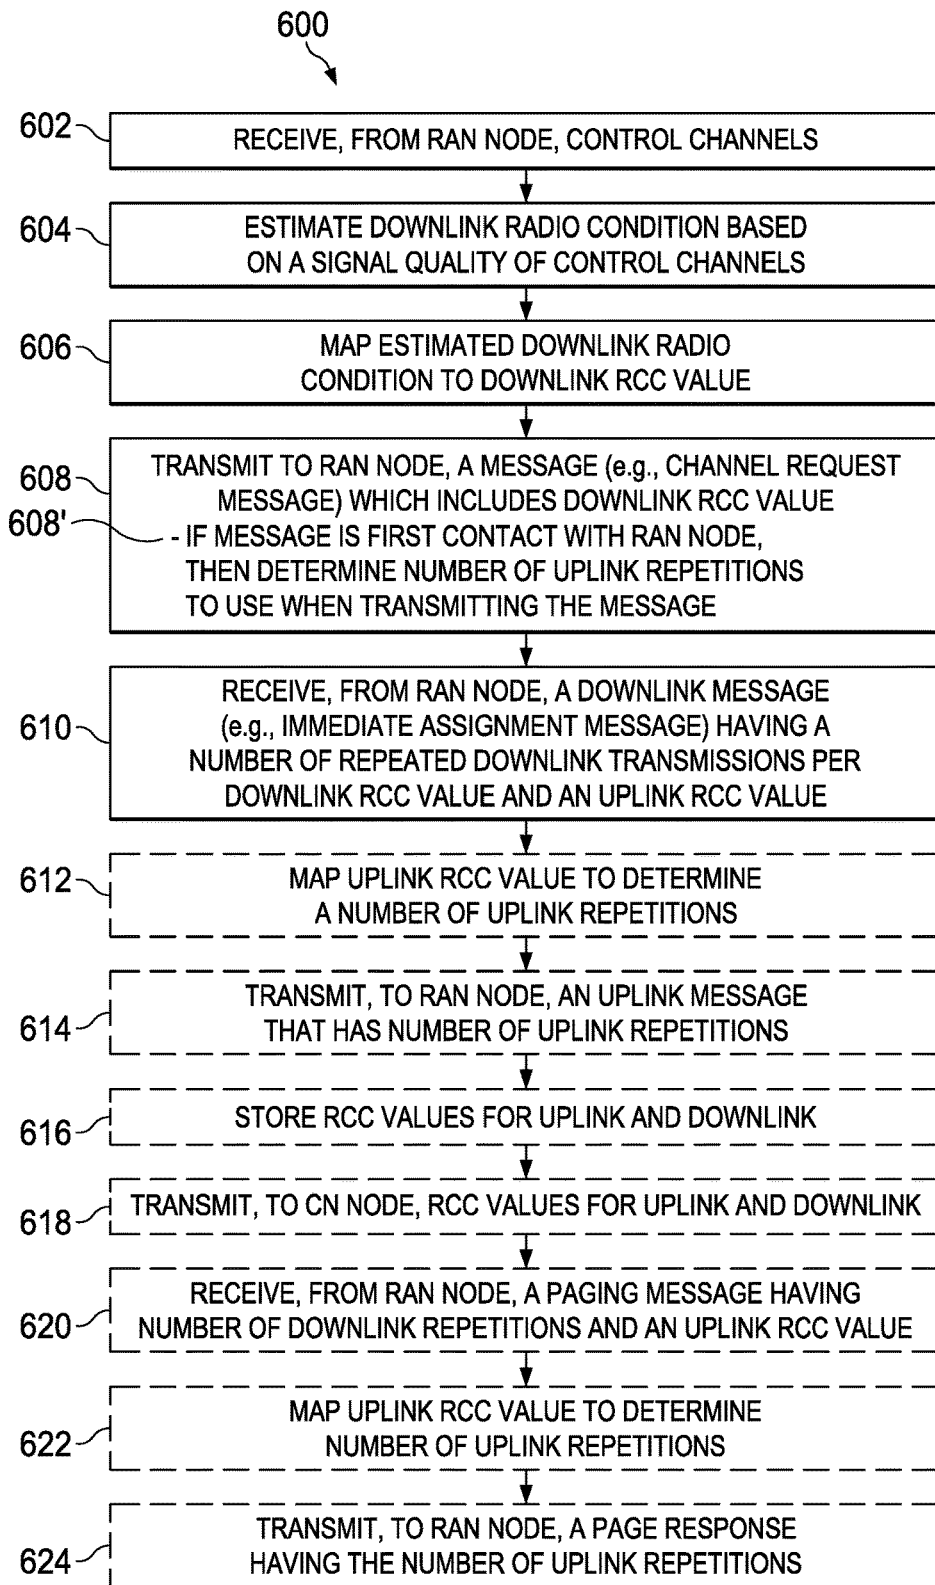 600
602
RECEIVE, FROM RAN NODE, CONTROL CHANNELS
604
ESTIMATE DOWNLINK RADIO CONDITION BASED
ON A SIGNAL QUALITY OF CONTROL CHANNELS
606
MAP ESTIMATED DOWNLINK RADIO
CONDITION TO DOWNLINK RCC VALUE
608
TRANSMIT TO RAN NODE, A MESSAGE (e.g., CHANNEL REQUEST
MESSAGE) WHICH INCLUDES DOWNLINK RCC VALUE
608'
- IF MESSAGE IS FIRST CONTACT WITH RAN NODE,
THEN DETERMINE NUMBER OF UPLINK REPETITIONS
TO USE WHEN TRANSMITTING THE MESSAGE
610
RECEIVE, FROM RAN NODE, A DOWNLINK MESSAGE
(e.g., IMMEDIATE ASSIGNMENT MESSAGE) HAVING A
NUMBER OF REPEATED DOWNLINK TRANSMISSIONS PER
DOWNLINK RCC VALUE AND AN UPLINK RCC VALUE
612
MAP UPLINK RCC VALUE TO DETERMINE
A NUMBER OF UPLINK REPETITIONS
614
TRANSMIT, TO RAN NODE, AN UPLINK MESSAGE
THAT HAS NUMBER OF UPLINK REPETITIONS
616
STORE RCC VALUES FOR UPLINK AND DOWNLINK
618
TRANSMIT, TO CN NODE, RCC VALUES FOR UPLINK AND DOWNLINK
620
RECEIVE, FROM RAN NODE, A PAGING MESSAGE HAVING
NUMBER OF DOWNLINK REPETITIONS AND AN UPLINK RCC VALUE
622
MAP UPLINK RCC VALUE TO DETERMINE
NUMBER OF UPLINK REPETITIONS
624
TRANSMIT, TO RAN NODE, A PAGE RESPONSE
HAVING THE NUMBER OF UPLINK REPETITIONS